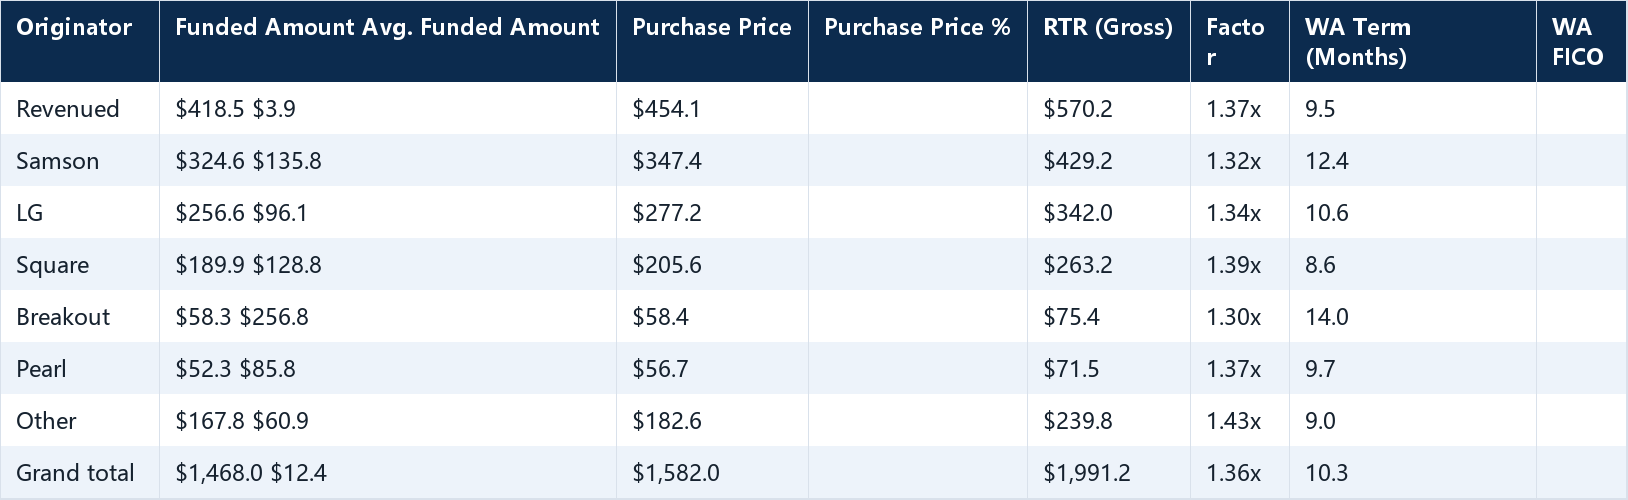 Originator Funded Amount Avg. Funded Amount Purchase Price Purchase Price % RTR (Gross) Facto WA Term WA
r (Months) FICO
Revenued $418.5 $3.9 $454.1 $570.2 1.37x 9.5
Samson $324.6 $135.8 $347.4 $429.2 1.32x 12.4
LG $256.6 $96.1 $277.2 $342.0 1.34x 10.6
Square $189.9 $128.8 $205.6 $263.2 1.39x 8.6
Breakout $58.3 $256.8 $58.4 $75.4 1.30x 14.0
Pearl $52.3 $85.8 $56.7 $71.5 1.37x 9.7
Other $167.8 $60.9 $182.6 $239.8 1.43x 9.0
Grand total $1,468.0 $12.4 $1,582.0 $1,991.2 1.36x 10.3